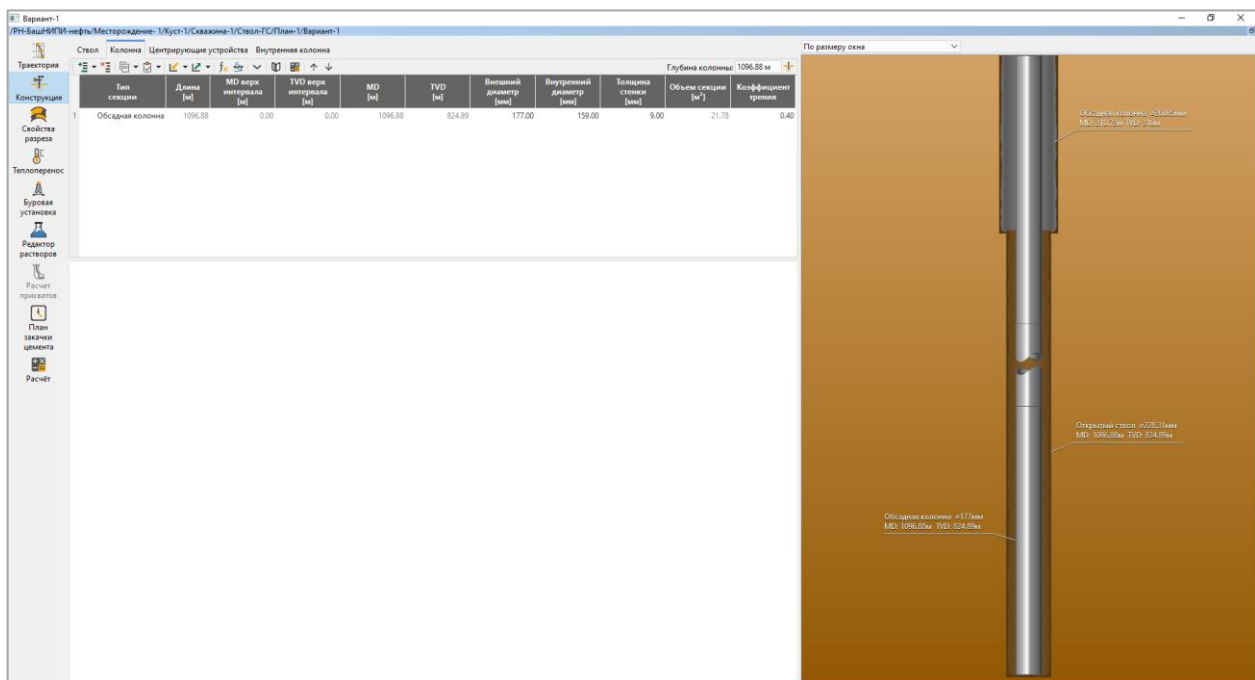 Вариант-1
/РН-БашНИПИ-нефть/Месторождение- 1/Куст-1/Скважина-1/Ствол-ГС/План-1/Вариант-1
Ствол Колонна Центрирующие устройства Внутренняя колонна
По размеру окна
Траектория
Глубина колонны: 1096.88 м
Конструкция
Тип секции Длина [м] MD верх интервала [м] TVD верх интервала [м] MD [м] TVD [м] Внешний диаметр [мм] Внутренний диаметр [мм] Толщина стенки [мм] Объем секции [м³] Коэффициент трения
1 Обсадная колонна 1096.88 0.00 0.00 1096.88 824.89 177.00 159.00 9.00 21.78 0.40
Свойства
разреза
Теплоперенос
Буровая
установка
Редактор
растворов
Расчет
прихватов
План
закачки
цемента
Расчёт
Обсадная колонна
Открытый ствол ⌀228.31мм
MD: 1096.88м TVD: 824.89м
Обсадная колонна ⌀177мм
MD: 1096.88м TVD: 824.89м